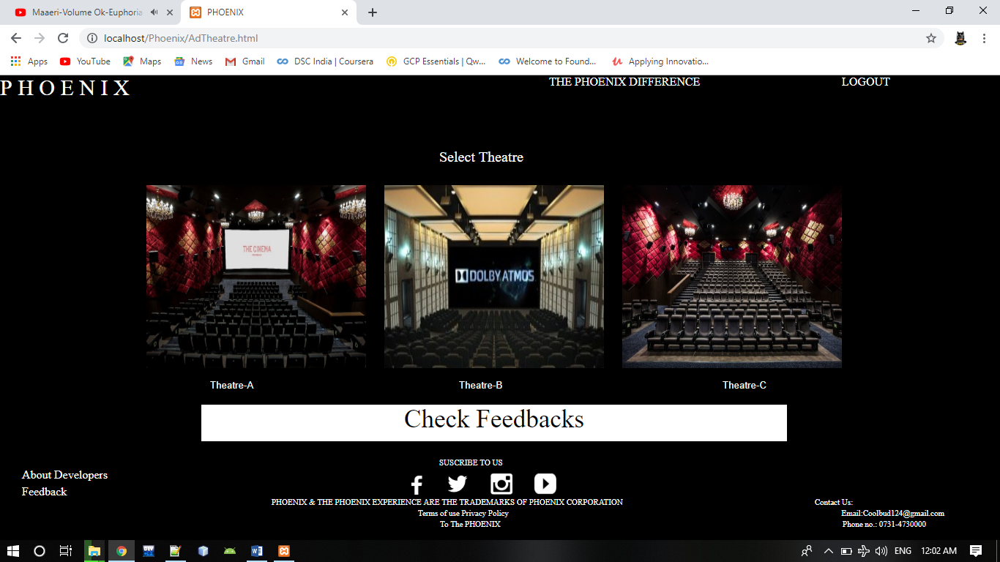 Maaeri-Volume Ok-Euphoria
PHOENIX
localhost/Phoenix/AdTheatre.html
Apps YouTube Maps News Gmail DSC India | Coursera GCP Essentials | Qw... Welcome to Found... Applying Innovatio...
P H O E N I X
THE PHOENIX DIFFERENCE
LOGOUT
Select Theatre
THE CINEMA
DOLBY ATMOS
Theatre-A
Theatre-B
Theatre-C
Check Feedbacks
SUSCRIBE TO US
About Developers
Feedback
PHOENIX & THE PHOENIX EXPERIENCE ARE THE TRADEMARKS OF PHOENIX CORPORATION
Terms of use Privacy Policy
To The PHOENIX
Contact Us:
Email:Coolbud124@gmail.com
Phone no.: 0731-4730000
DEV
ENG
12:02 AM